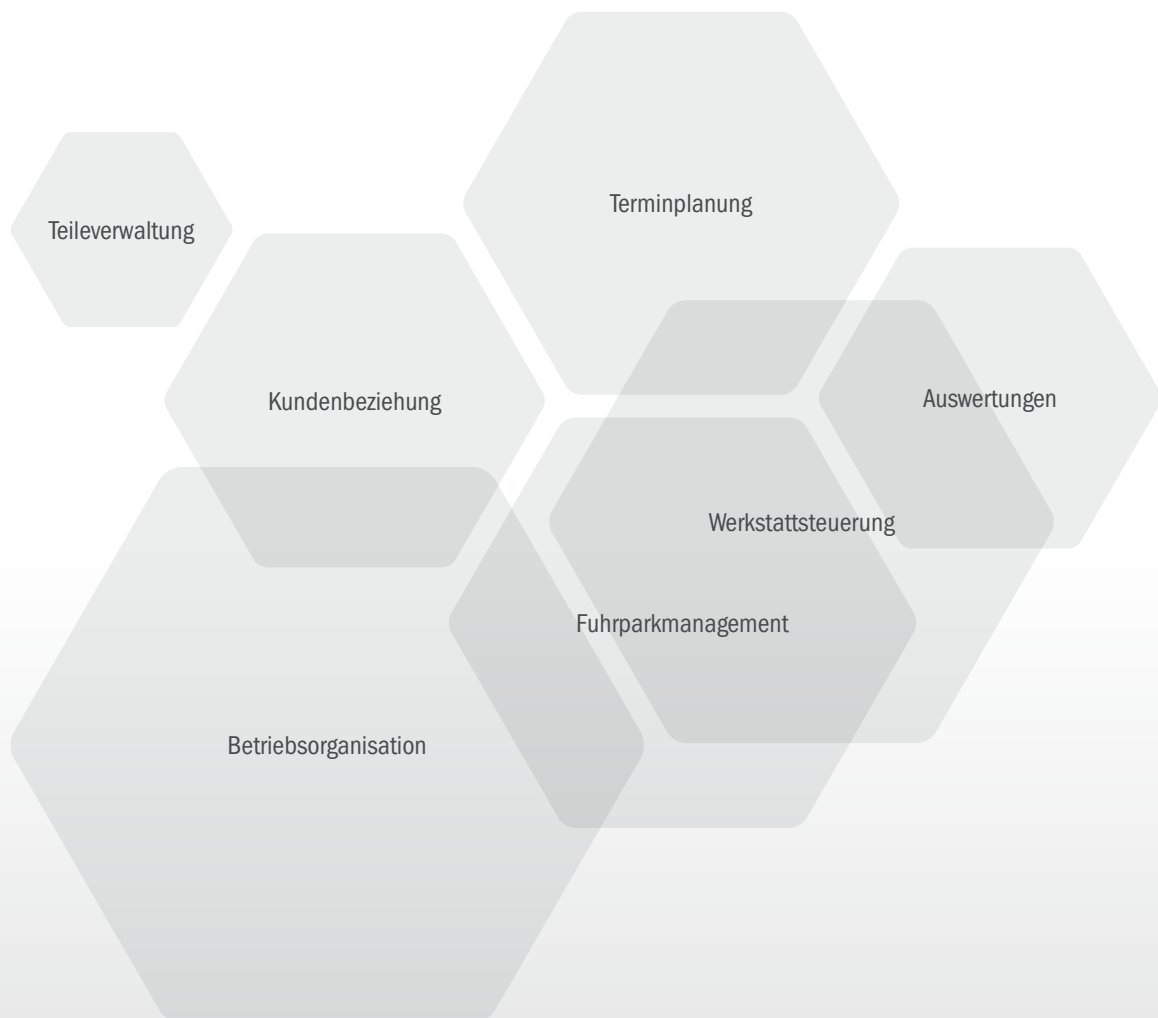 Terminplanung
Teileverwaltung
Auswertungen
Kundenbeziehung
Werkstattsteuerung
Fuhrparkmanagement
Betriebsorganisation